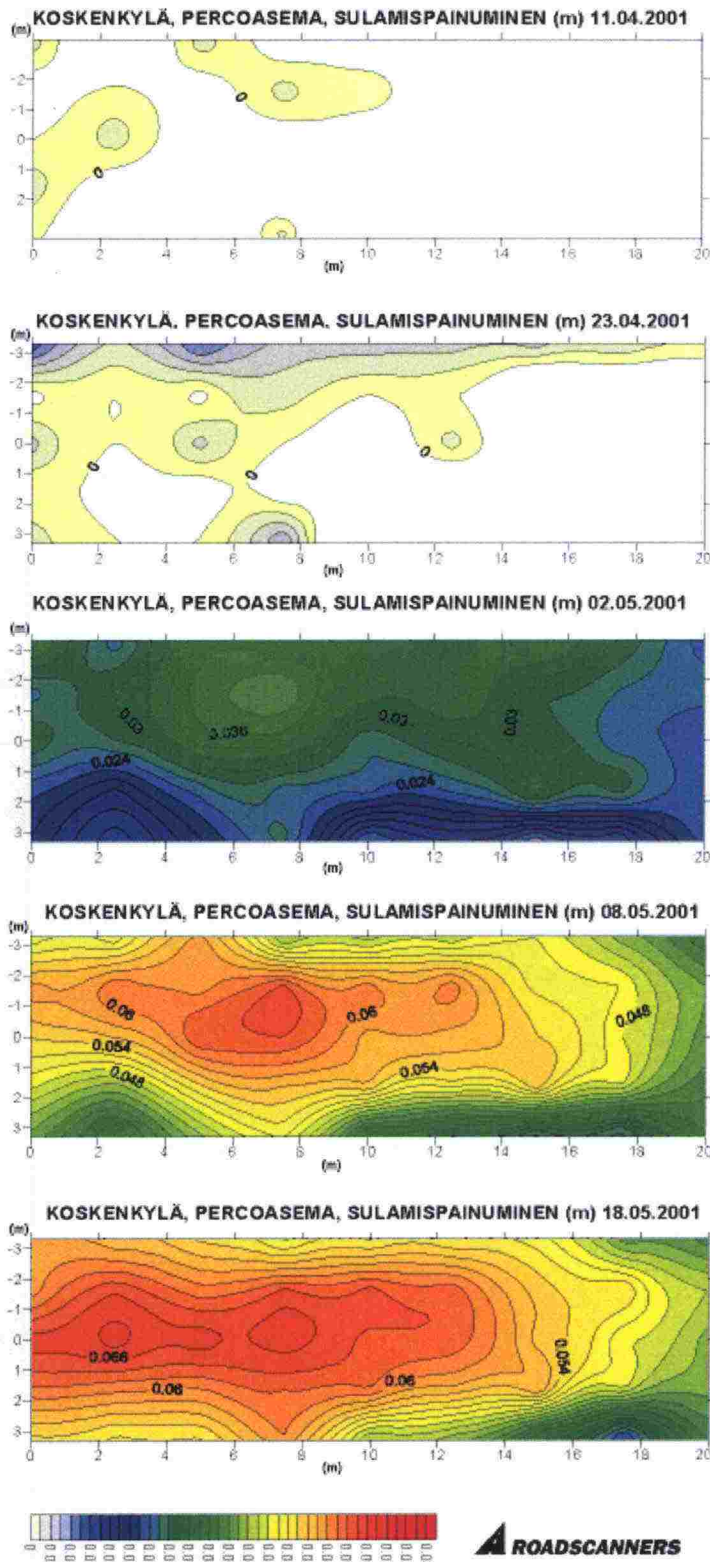 KOSKENKYLÄ, PERCOASEMA, SULAMISPAINUMINEN (m) 11.04.2001
(m)
-2
-1
0
1
2
0
0
0 2 4 6 8 10 12 14 16 18 20
(m)
KOSKENKYLÄ, PERCOASEMA, SULAMISPAINUMINEN (m) 23.04.2001
(m)
-3
-2
-1
0
1
2
3
0
0
0
0 2 4 6 8 10 12 14 16 18 20
(m)
KOSKENKYLÄ, PERCOASEMA, SULAMISPAINUMINEN (m) 02.05.2001
(m)
-3
-2
-1
0
1
2
3
0.03 0.036 0.03 0.03
0.024 0.024
0 2 4 6 8 10 12 14 16 18 20
(m)
KOSKENKYLÄ, PERCOASEMA, SULAMISPAINUMINEN (m) 08.05.2001
(m)
-3
-2
-1
0
1
2
3
0.06 0.06 0.048
0.054 0.054
0.048
0 2 4 6 8 10 12 14 16 18 20
(m)
KOSKENKYLÄ, PERCOASEMA, SULAMISPAINUMINEN (m) 18.05.2001
(m)
-3
-2
-1
0
1
2
3
0.066 0.054
0.06 0.06
0 2 4 6 8 10 12 14 16 18 20
(m)
ROADSCANNERS